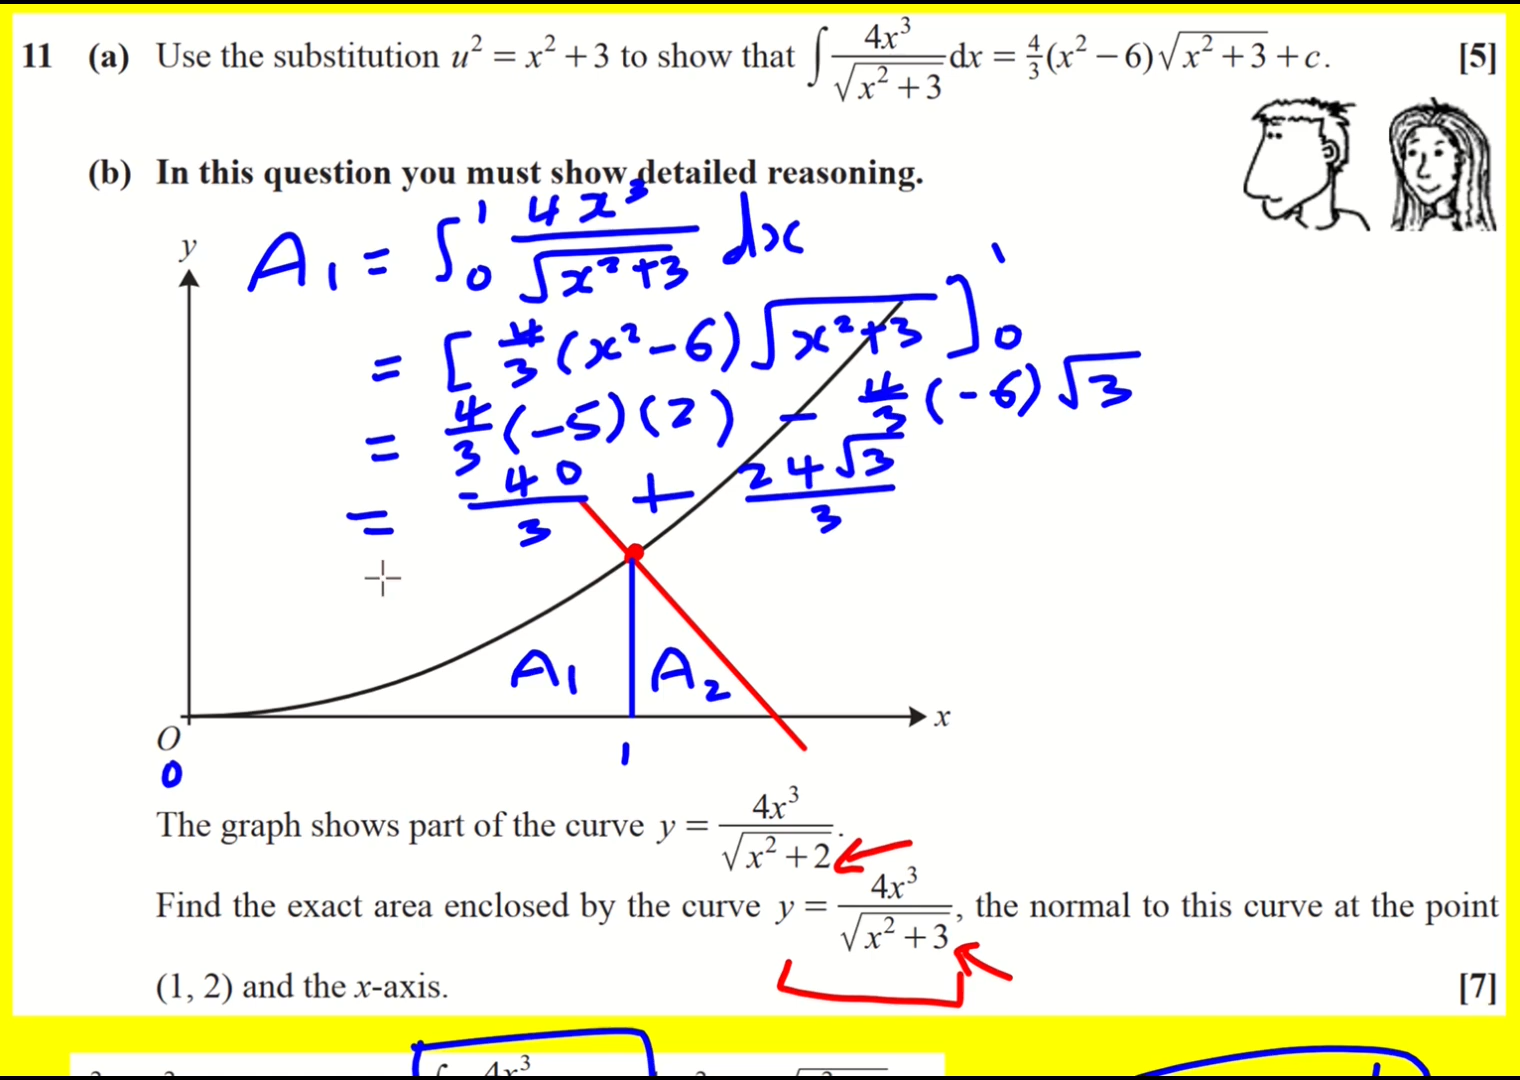 11 (a) Use the substitution u² = x² + 3 to show that ∫ 4x³/√(x² + 3) dx = 4/3 (x² − 6)√(x² + 3) + c. [5]
(b) In this question you must show detailed reasoning.
A₁ = ∫₀¹ 4x³/√(x²+3) dx
= [4/3 (x²−6)√(x²+3)]₀¹
= 4/3 (−5)(2) − 4/3 (−6)√3
= −40/3 + 24√3/3
y
A₁ A₂
x
O
0 1
The graph shows part of the curve y = 4x³/√(x² + 2).
Find the exact area enclosed by the curve y = 4x³/√(x² + 3), the normal to this curve at the point
(1, 2) and the x-axis. [7]
4x³